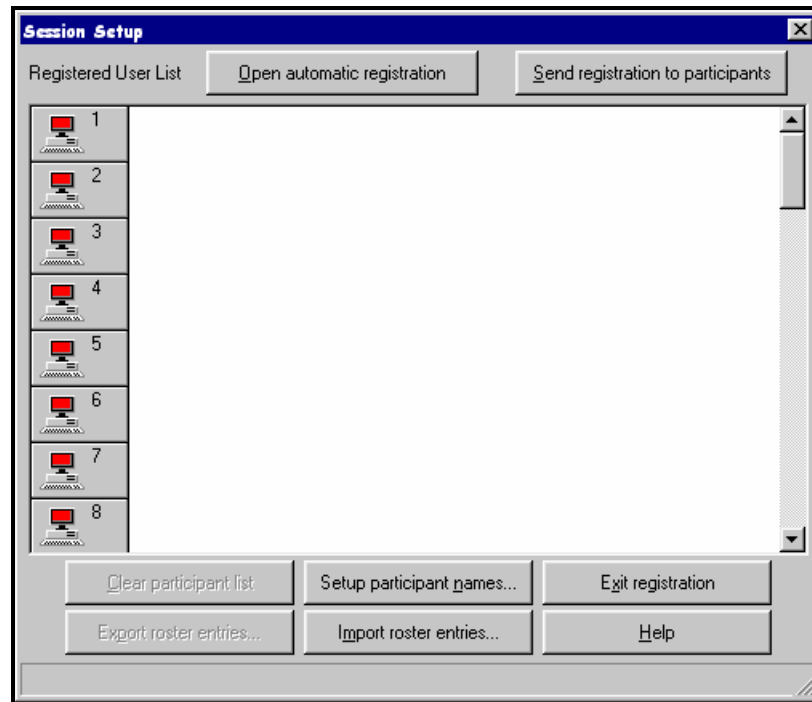 Session Setup
Registered User List
Open automatic registration
Send registration to participants
1
2
3
4
5
6
7
8
Clear participant list
Setup participant names...
Exit registration
Export roster entries...
Import roster entries...
Help